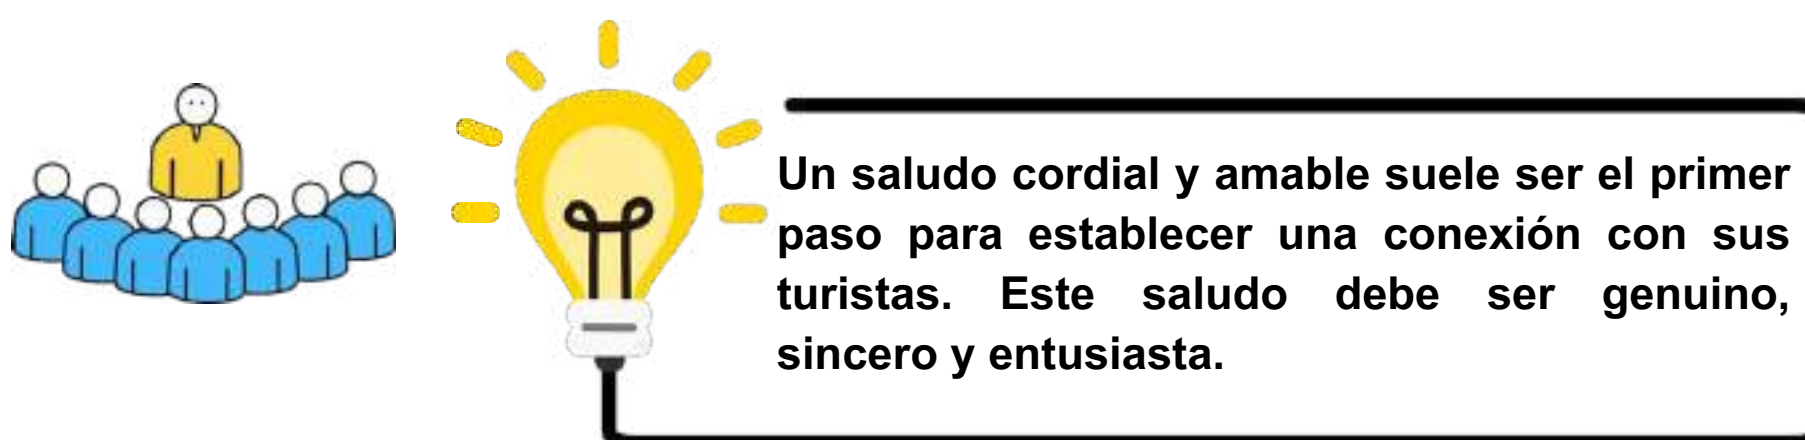 Un saludo cordial y amable suele ser el primer
paso para establecer una conexión con sus
turistas. Este saludo debe ser genuino,
sincero y entusiasta.